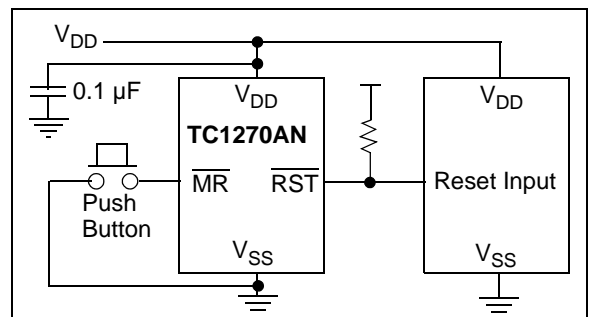 VDD
0.1 µF
VDD
VDD
TC1270AN
MR
RST
Reset Input
Push
Button
VSS
VSS